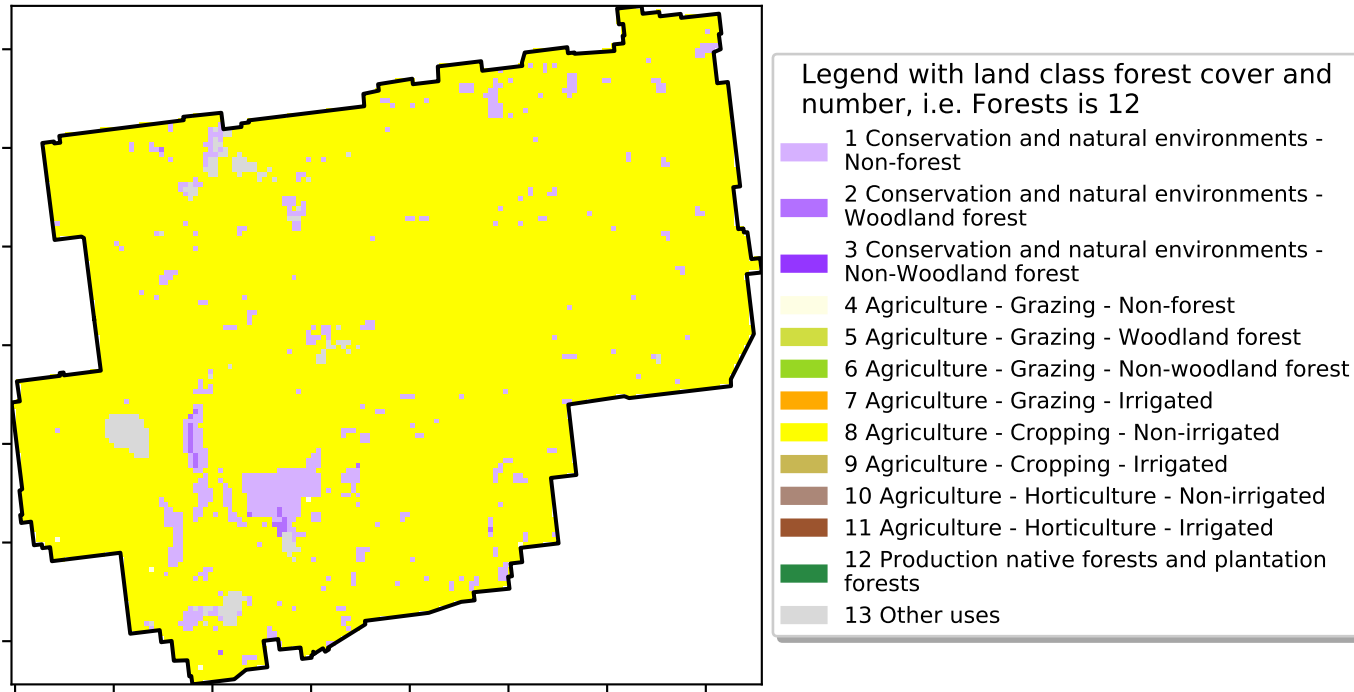 Legend with land class forest cover and
number, i.e. Forests is 12
1 Conservation and natural environments -
Non-forest
2 Conservation and natural environments -
Woodland forest
3 Conservation and natural environments -
Non-Woodland forest
4 Agriculture - Grazing - Non-forest
5 Agriculture - Grazing - Woodland forest
6 Agriculture - Grazing - Non-woodland forest
7 Agriculture - Grazing - Irrigated
8 Agriculture - Cropping - Non-irrigated
9 Agriculture - Cropping - Irrigated
10 Agriculture - Horticulture - Non-irrigated
11 Agriculture - Horticulture - Irrigated
12 Production native forests and plantation
forests
13 Other uses